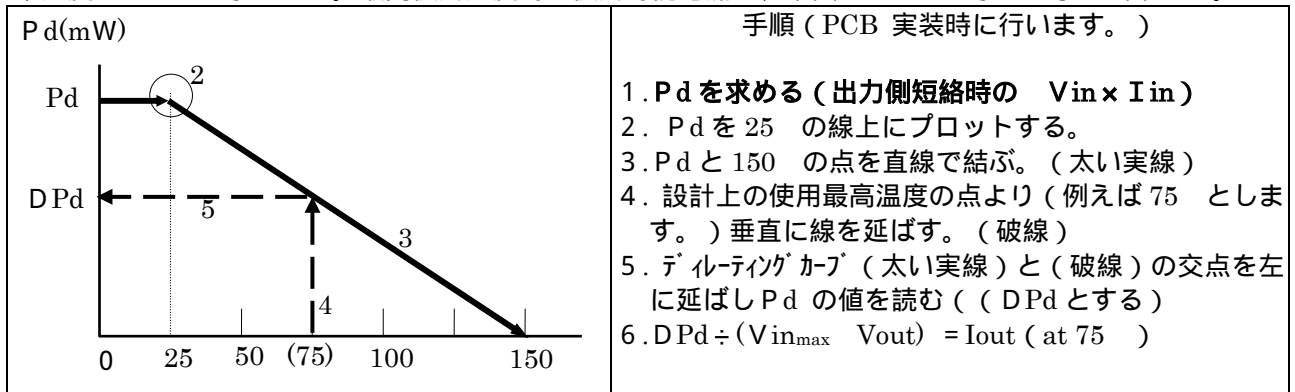 Pd(mW)
Pd
2
DPd
5
3
4
0 25 50 (75) 100 150
手順(PCB 実装時に行います。)
1.Pdを求める(出力側短絡時の Vin×Iin)
2. Pdを 25 の線上にプロットする。
3.Pdと 150 の点を直線で結ぶ。(太い実線)
4. 設計上の使用最高温度の点より(例えば 75 としま
す。)垂直に線を延ばす。(破線)
5. ディレーティングカーブ(太い実線)と(破線)の交点を左
に延ばしPd の値を読む((DPdとする)
6.DPd÷(Vinmax Vout) =Iout(at 75 )